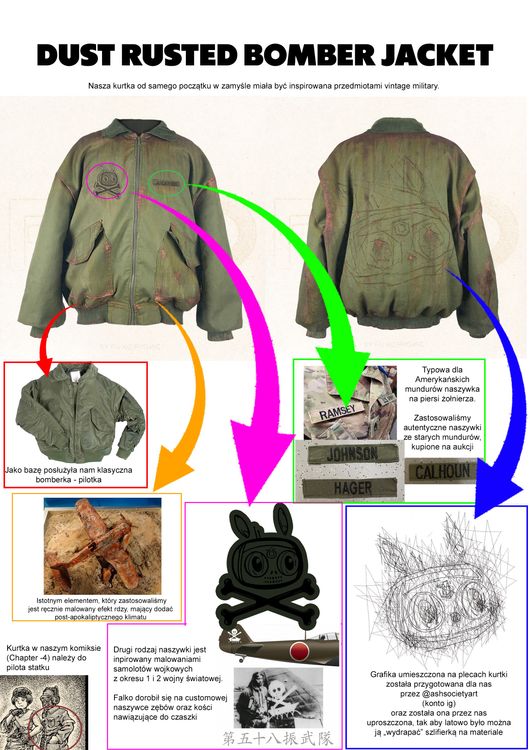 DUST RUSTED BOMBER JACKET
Nasza kurtka od samego początku w zamyśle miała być inspirowana przedmiotami vintage military.
Jako bazę posłużyła nam klasyczna
bomberka - pilotka
Typowa dla
Amerykańskich
mundurów naszywka
na piersi żołnierza.
Zastosowaliśmy
autentyczne naszywki
ze starych mundurów,
kupione na aukcji
RAMSEY
JOHNSON
HAGER
CALHOUN
Istotnym elementem, który zastosowaliśmy
jest ręcznie malowany efekt rdzy, mający dodać
post-apokaliptycznego klimatu
Kurtka w naszym komiksie
(Chapter -4) należy do
pilota statku
Drugi rodzaj naszywki jest
inpirowany malowaniami
samolotów wojkowych
z okresu 1 i 2 wojny światowej.
Falko dorobił się na customowej
naszywce zębów oraz kości
nawiązujące do czaszki
第五十八振武隊
Grafika umieszczona na plecach kurtki
została przygotowana dla nas
przez @ashsocietyart
(konto ig)
oraz została ona przez nas
uproszczona, tak aby latowo było można
ją „wydrapać” szlifierką na materiale